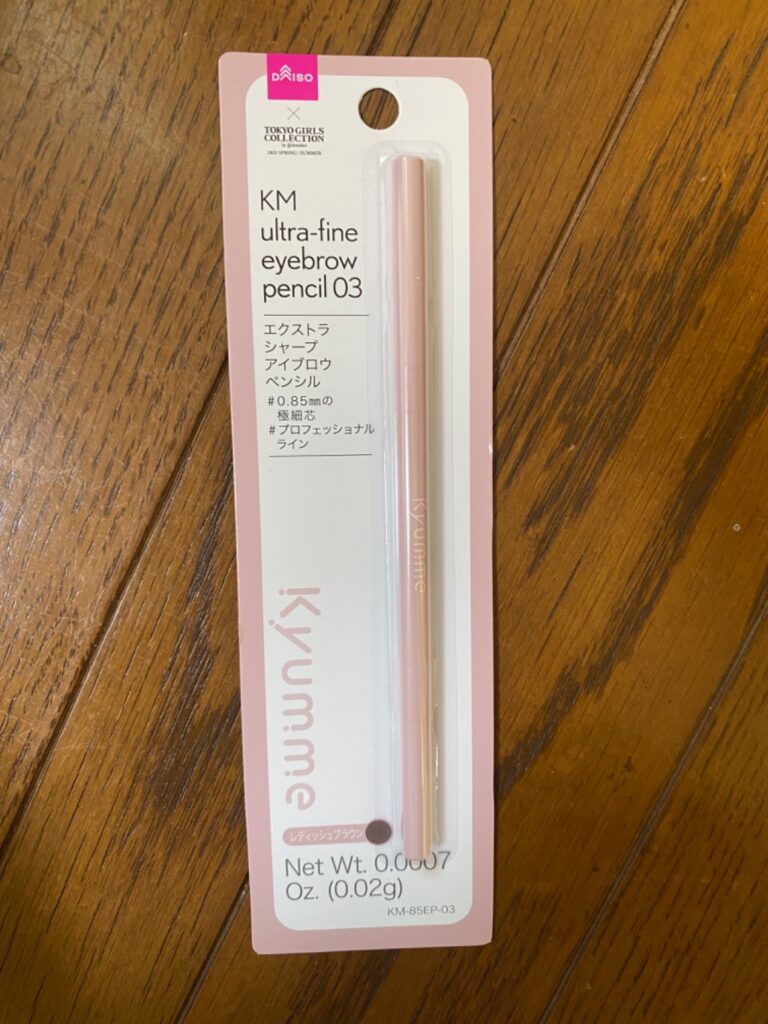 DAISO
×
TOKYO GIRLS
COLLECTION
2025 SPRING / SUMMER
KM
ultra-fine
eyebrow
pencil 03
エクストラ
シャープ
アイブロウ
ペンシル
#0.85㎜の
極細芯
#プロフェッショナル
ライン
Kyumme
Kyumme
レディッシュブラウン
Net Wt. 0.0007
Oz. (0.02g)
KM-85EP-03